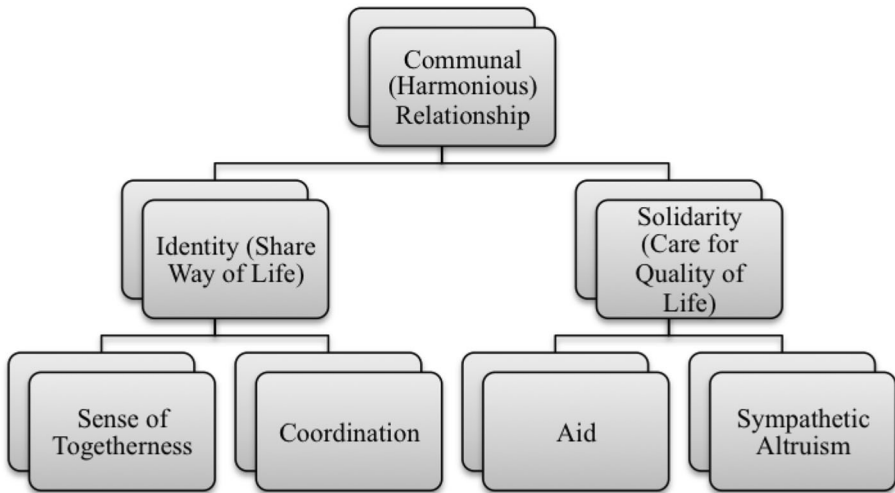 Communal
(Harmonious)
Relationship
Identity (Share
Way of Life)
Solidarity
(Care for
Quality of
Life)
Sense of
Togetherness
Coordination
Aid
Sympathetic
Altruism